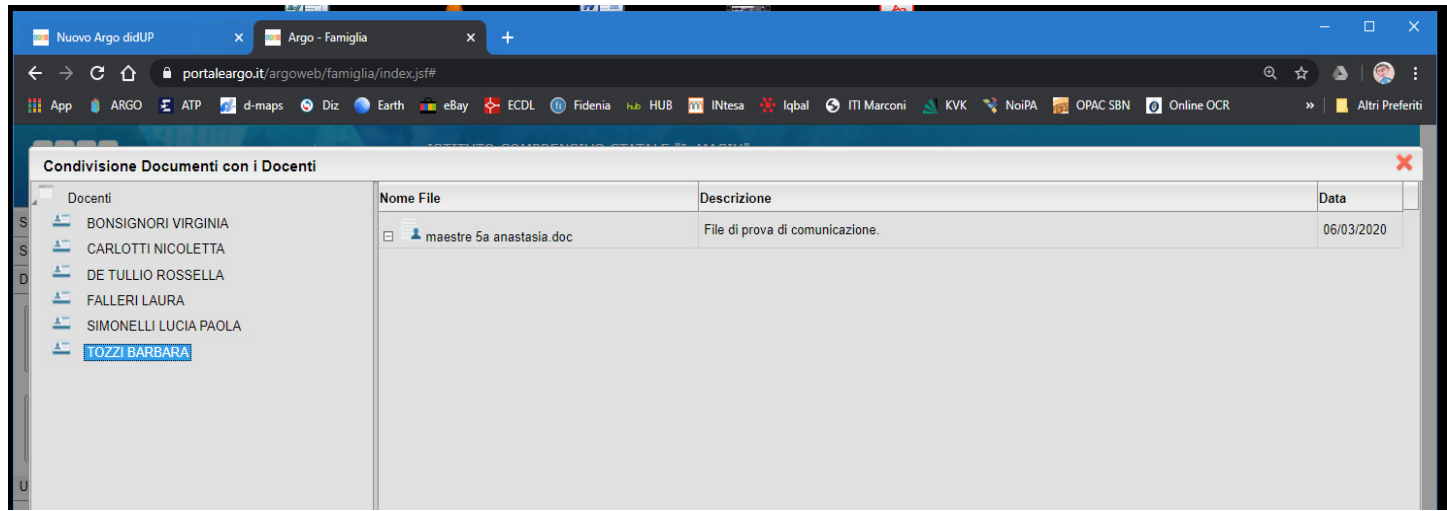 Nuovo Argo didUP
Argo - Famiglia
portaleargo.it/argoweb/famiglia/index.jsf#
App ARGO ATP d-maps Diz Earth eBay ECDL Fidenia HUB INtesa Iqbal ITI Marconi KVK NoiPA OPAC SBN Online OCR » Altri Preferiti
Condivisione Documenti con i Docenti
Docenti
BONSIGNORI VIRGINIA
CARLOTTI NICOLETTA
DE TULLIO ROSSELLA
FALLERI LAURA
SIMONELLI LUCIA PAOLA
TOZZI BARBARA
Nome File Descrizione Data
maestre 5a anastasia.doc File di prova di comunicazione. 06/03/2020
S
S
D
U